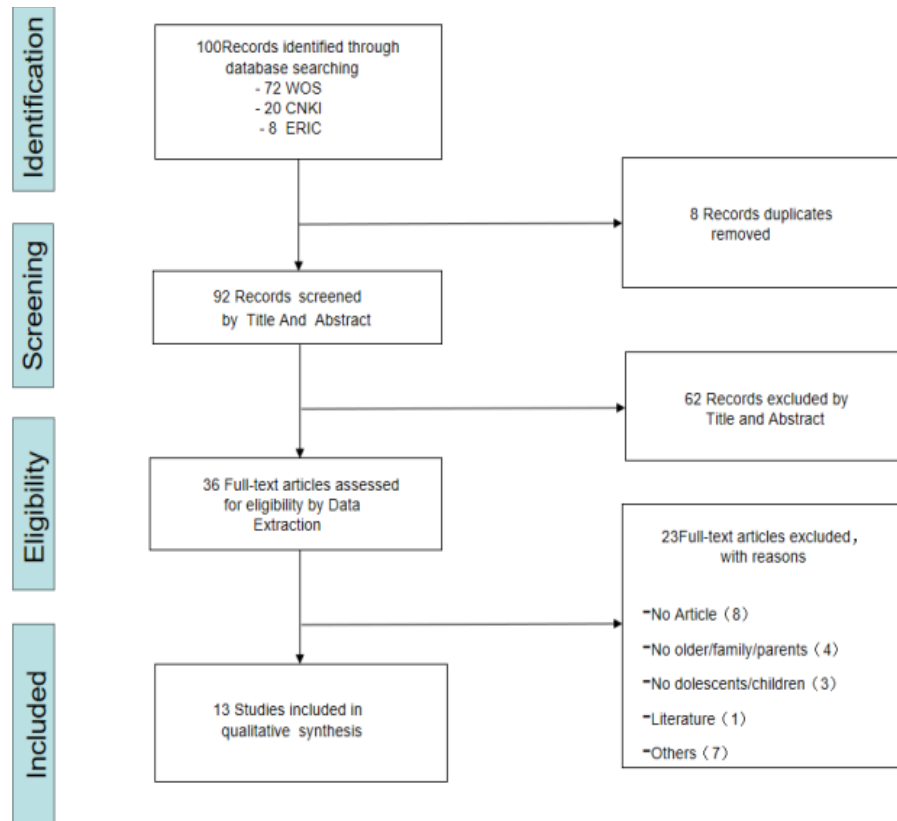 Identification
100Records identified through
database searching
- 72 WOS
- 20 CNKI
- 8 ERIC
8 Records duplicates
removed
Screening
92 Records screened
by Title And Abstract
62 Records excluded by
Title and Abstract
Eligibility
36 Full-text articles assessed
for eligibility by Data
Extraction
23Full-text articles excluded,
with reasons
-No Article（8）
-No older/family/parents（4）
-No dolescents/children（3）
-Literature（1）
-Others（7）
Included
13 Studies included in
qualitative synthesis